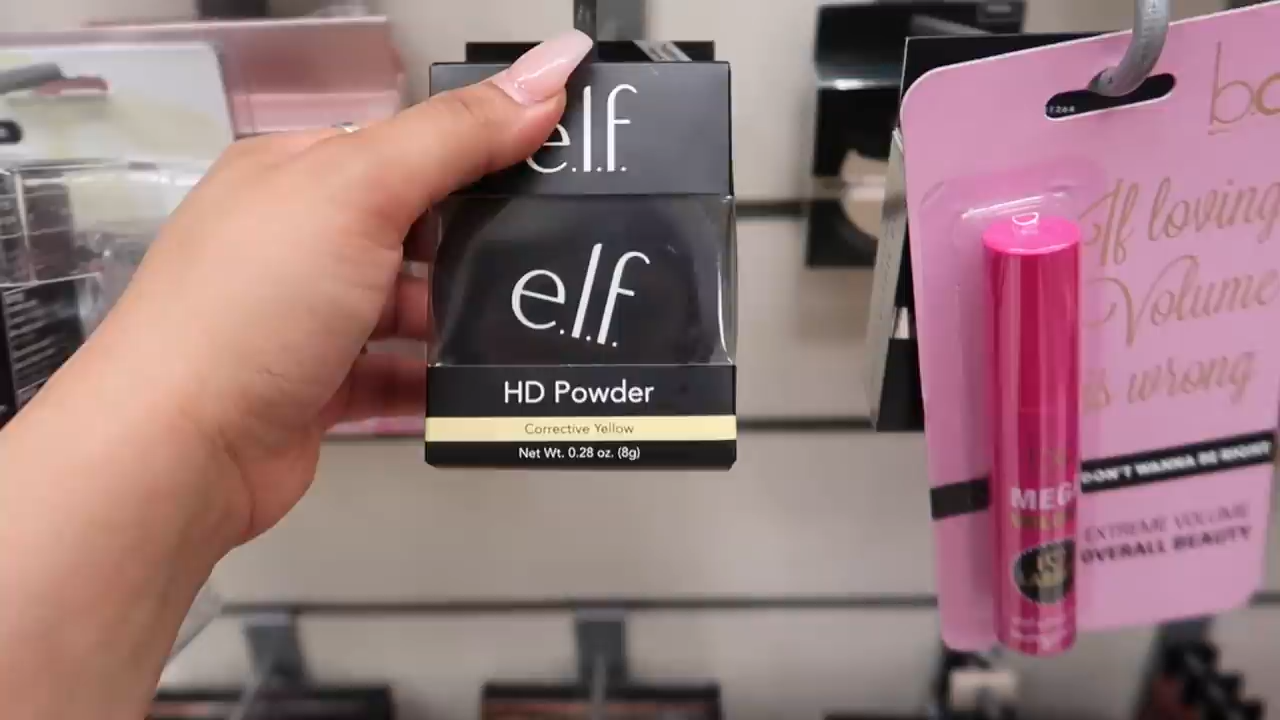 e.l.f.
e.l.f.
HD Powder
Corrective Yellow
Net Wt. 0.28 oz. (8g)
If loving
Volume
is wrong
DON'T WANNA BE RIGHT
EXTREME VOLUME
OVERALL BEAUTY